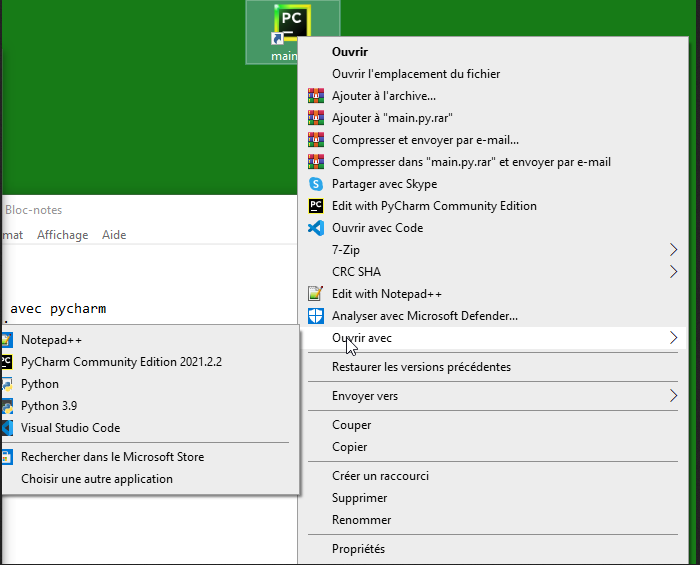 PC
main
Ouvrir
Ouvrir l'emplacement du fichier
Ajouter à l'archive...
Ajouter à "main.py.rar"
Compresser et envoyer par e-mail...
Compresser dans "main.py.rar" et envoyer par e-mail
Partager avec Skype
PC Edit with PyCharm Community Edition
Ouvrir avec Code
7-Zip
CRC SHA
Edit with Notepad++
Analyser avec Microsoft Defender...
Ouvrir avec
Restaurer les versions précédentes
Envoyer vers
Couper
Copier
Créer un raccourci
Supprimer
Renommer
Propriétés
Bloc-notes
mat Affichage Aide
avec pycharm
Notepad++
PC PyCharm Community Edition 2021.2.2
Python
Python 3.9
Visual Studio Code
Rechercher dans le Microsoft Store
Choisir une autre application